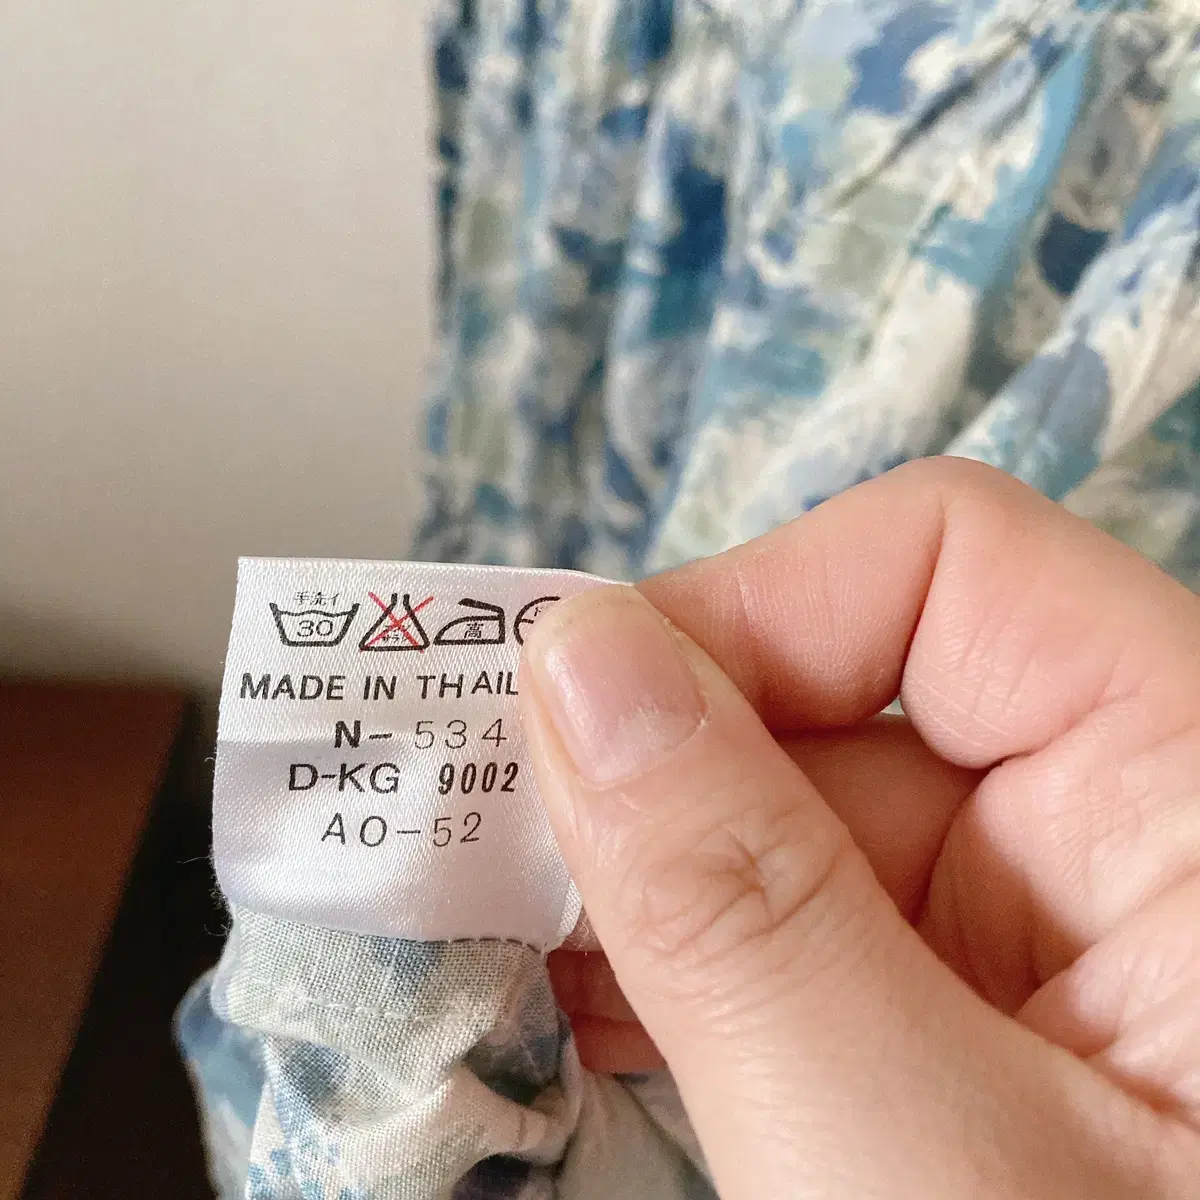 手洗イ
30 高
MADE IN THAIL
N- 534
D-KG 9002
AO-52